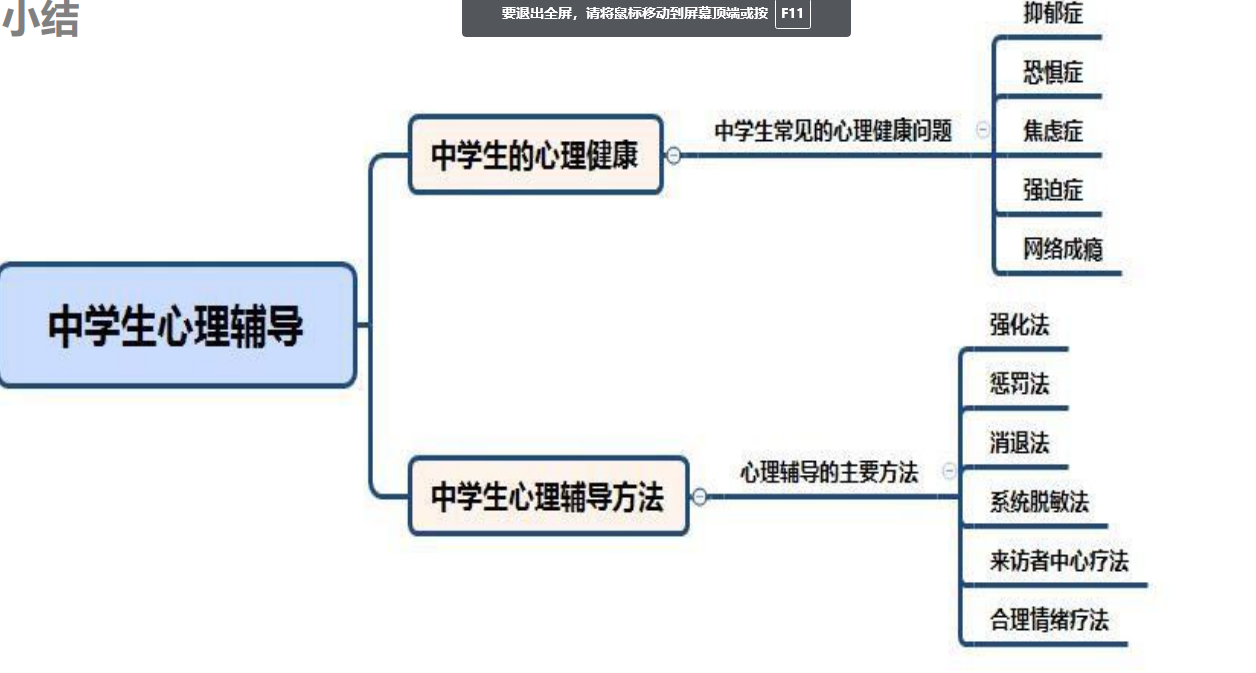 小结
要退出全屏，请将鼠标移动到屏幕顶端或按 F11
中学生心理辅导
中学生的心理健康
中学生常见的心理健康问题
抑郁症
恐惧症
焦虑症
强迫症
网络成瘾
中学生心理辅导方法
心理辅导的主要方法
强化法
惩罚法
消退法
系统脱敏法
来访者中心疗法
合理情绪疗法